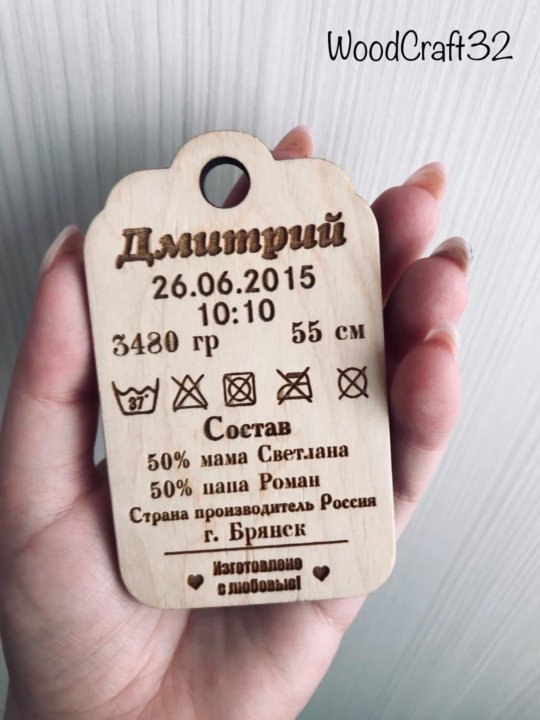 WoodCraft32
Дмитрий
26.06.2015
10:10
3480 гр 55 см
37°
Состав
50% мама Светлана
50% папа Роман
Страна производитель Россия
г. Брянск
Изготовлено
с любовью!